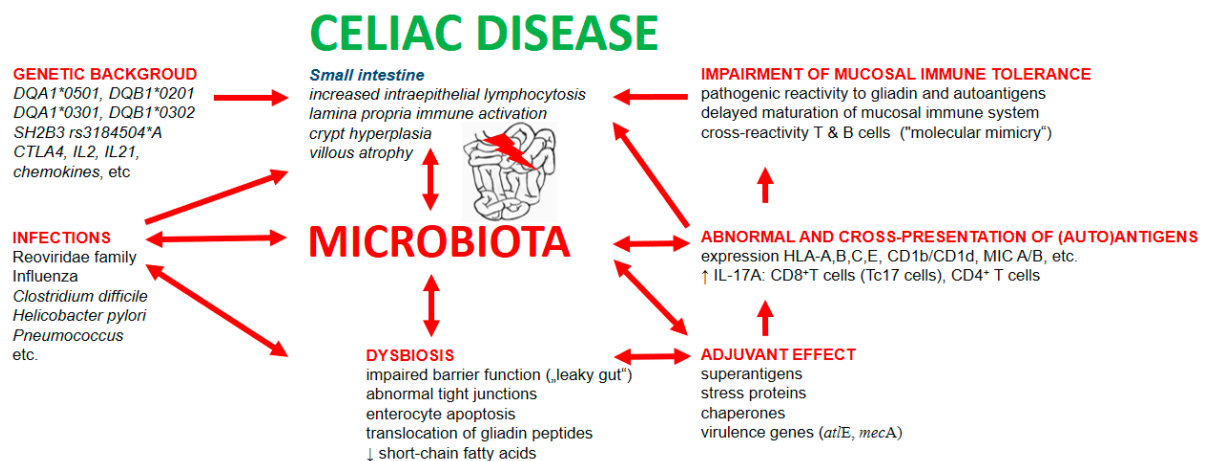 CELIAC DISEASE
GENETIC BACKGROUD
DQA1*0501, DQB1*0201
DQA1*0301, DQB1*0302
SH2B3 rs3184504*A
CTLA4, IL2, IL21,
chemokines, etc
Small intestine
increased intraepithelial lymphocytosis
lamina propria immune activation
crypt hyperplasia
villous atrophy
IMPAIRMENT OF MUCOSAL IMMUNE TOLERANCE
pathogenic reactivity to gliadin and autoantigens
delayed maturation of mucosal immune system
cross-reactivity T & B cells ("molecular mimicry“)
INFECTIONS
Reoviridae family
Influenza
Clostridium difficile
Helicobacter pylori
Pneumococcus
etc.
MICROBIOTA
ABNORMAL AND CROSS-PRESENTATION OF (AUTO)ANTIGENS
expression HLA-A,B,C,E, CD1b/CD1d, MIC A/B, etc.
↑ IL-17A: CD8⁺T cells (Tc17 cells), CD4⁺ T cells
DYSBIOSIS
impaired barrier function („leaky gut“)
abnormal tight junctions
enterocyte apoptosis
translocation of gliadin peptides
↓ short-chain fatty acids
ADJUVANT EFFECT
superantigens
stress proteins
chaperones
virulence genes (atlE, mecA)